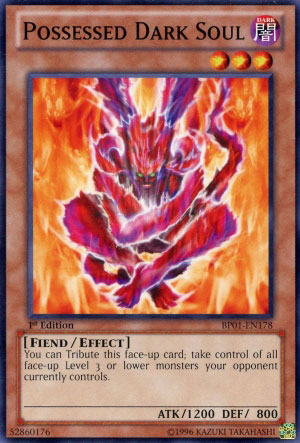 POSSESSED DARK SOUL
DARK
闇
1st Edition
BP01-EN178
[FIEND / EFFECT]
You can Tribute this face-up card; take control of all
face-up Level 3 or lower monsters your opponent
currently controls.
ATK/1200 DEF/ 800
52860176
©1996 KAZUKI TAKAHASHI